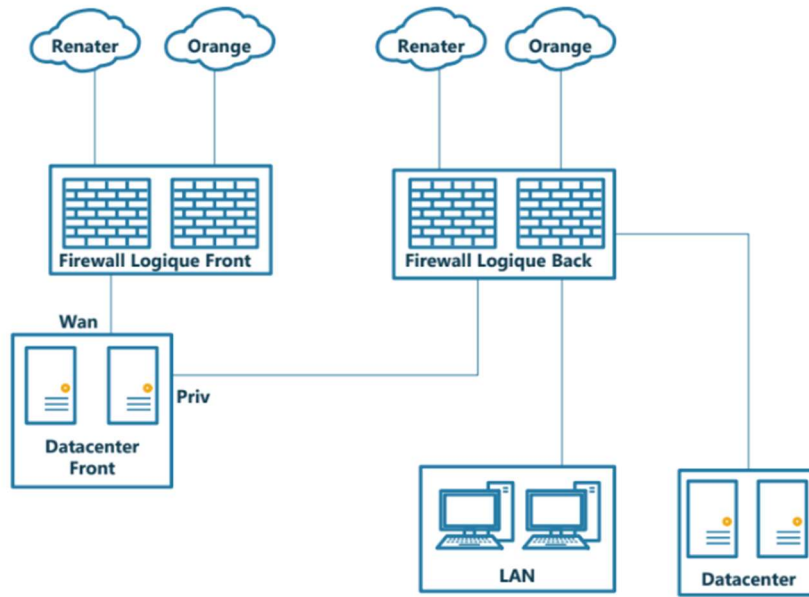 Renater
Orange
Renater
Orange
Firewall Logique Front
Firewall Logique Back
Wan
Priv
Datacenter
Front
LAN
Datacenter